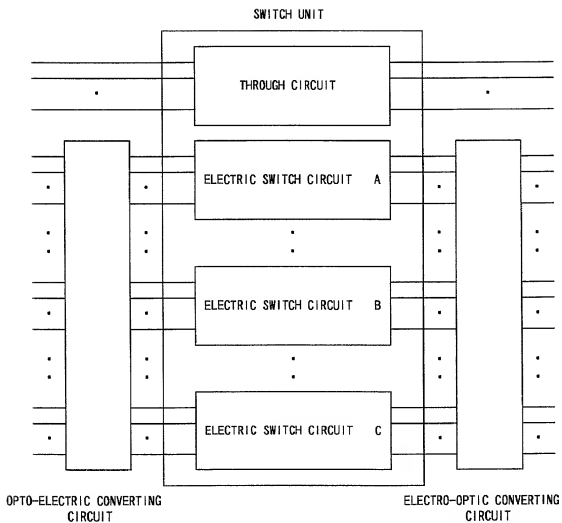 SWITCH UNIT
THROUGH CIRCUIT
ELECTRIC SWITCH CIRCUIT A
ELECTRIC SWITCH CIRCUIT B
ELECTRIC SWITCH CIRCUIT C
OPTO-ELECTRIC CONVERTING
CIRCUIT
ELECTRO-OPTIC CONVERTING
CIRCUIT